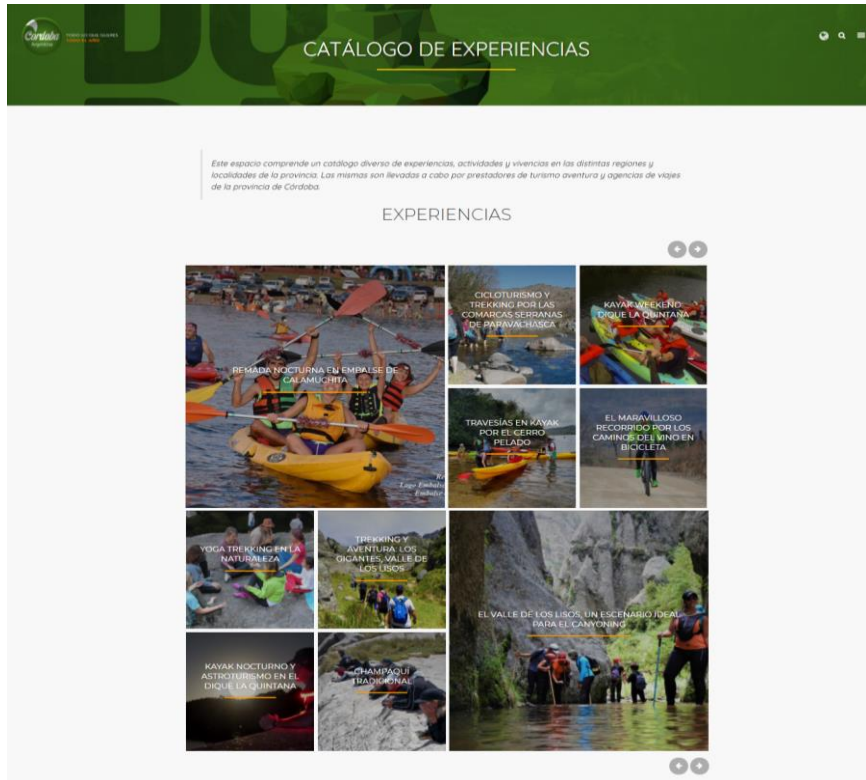 Córdoba
Argentina
CATÁLOGO DE EXPERIENCIAS
Este espacio comprende un catálogo diverso de experiencias, actividades y vivencias en las distintas regiones y
localidades de la provincia. Las mismas son llevadas a cabo por prestadores de turismo aventura y agencias de viajes
de la provincia de Córdoba.
EXPERIENCIAS
REMADA NOCTURNA EN EMBALSE DE
CALAMUCHITA
CICLOTURISMO Y
TREKKING POR LAS
COMARCAS SERRANAS
DE PARAVACHASCA
KAYAK WEEKEND:
DIQUE LA QUINTANA
TRAVESÍAS EN KAYAK
POR EL CERRO
PELADO
EL MARAVILLOSO
RECORRIDO POR LOS
CAMINOS DEL VINO EN
BICICLETA
YOGA TREKKING EN LA
NATURALEZA
TREKKING Y
AVENTURA: LOS
GIGANTES, VALLE DE
LOS LISOS
EL VALLE DE LOS LISOS, UN ESCENARIO IDEAL
PARA EL CANYONING
KAYAK NOCTURNO Y
ASTROTURISMO EN EL
DIQUE LA QUINTANA
CHAMPAQUÍ
TRADICIONAL